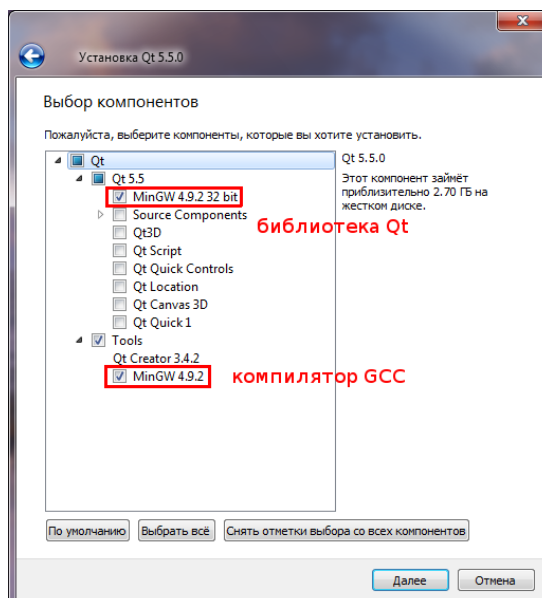 Установка Qt 5.5.0
Выбор компонентов
Пожалуйста, выберите компоненты, которые вы хотите установить.
Qt
Qt 5.5
MinGW 4.9.2 32 bit
Source Components
Qt3D
Qt Script
Qt Quick Controls
Qt Location
Qt Canvas 3D
Qt Quick 1
Tools
Qt Creator 3.4.2
MinGW 4.9.2
Qt 5.5.0
Этот компонент займёт
приблизительно 2.70 ГБ на
жестком диске.
библиотека Qt
компилятор GCC
По умолчанию Выбрать всё Снять отметки выбора со всех компонентов
Далее Отмена